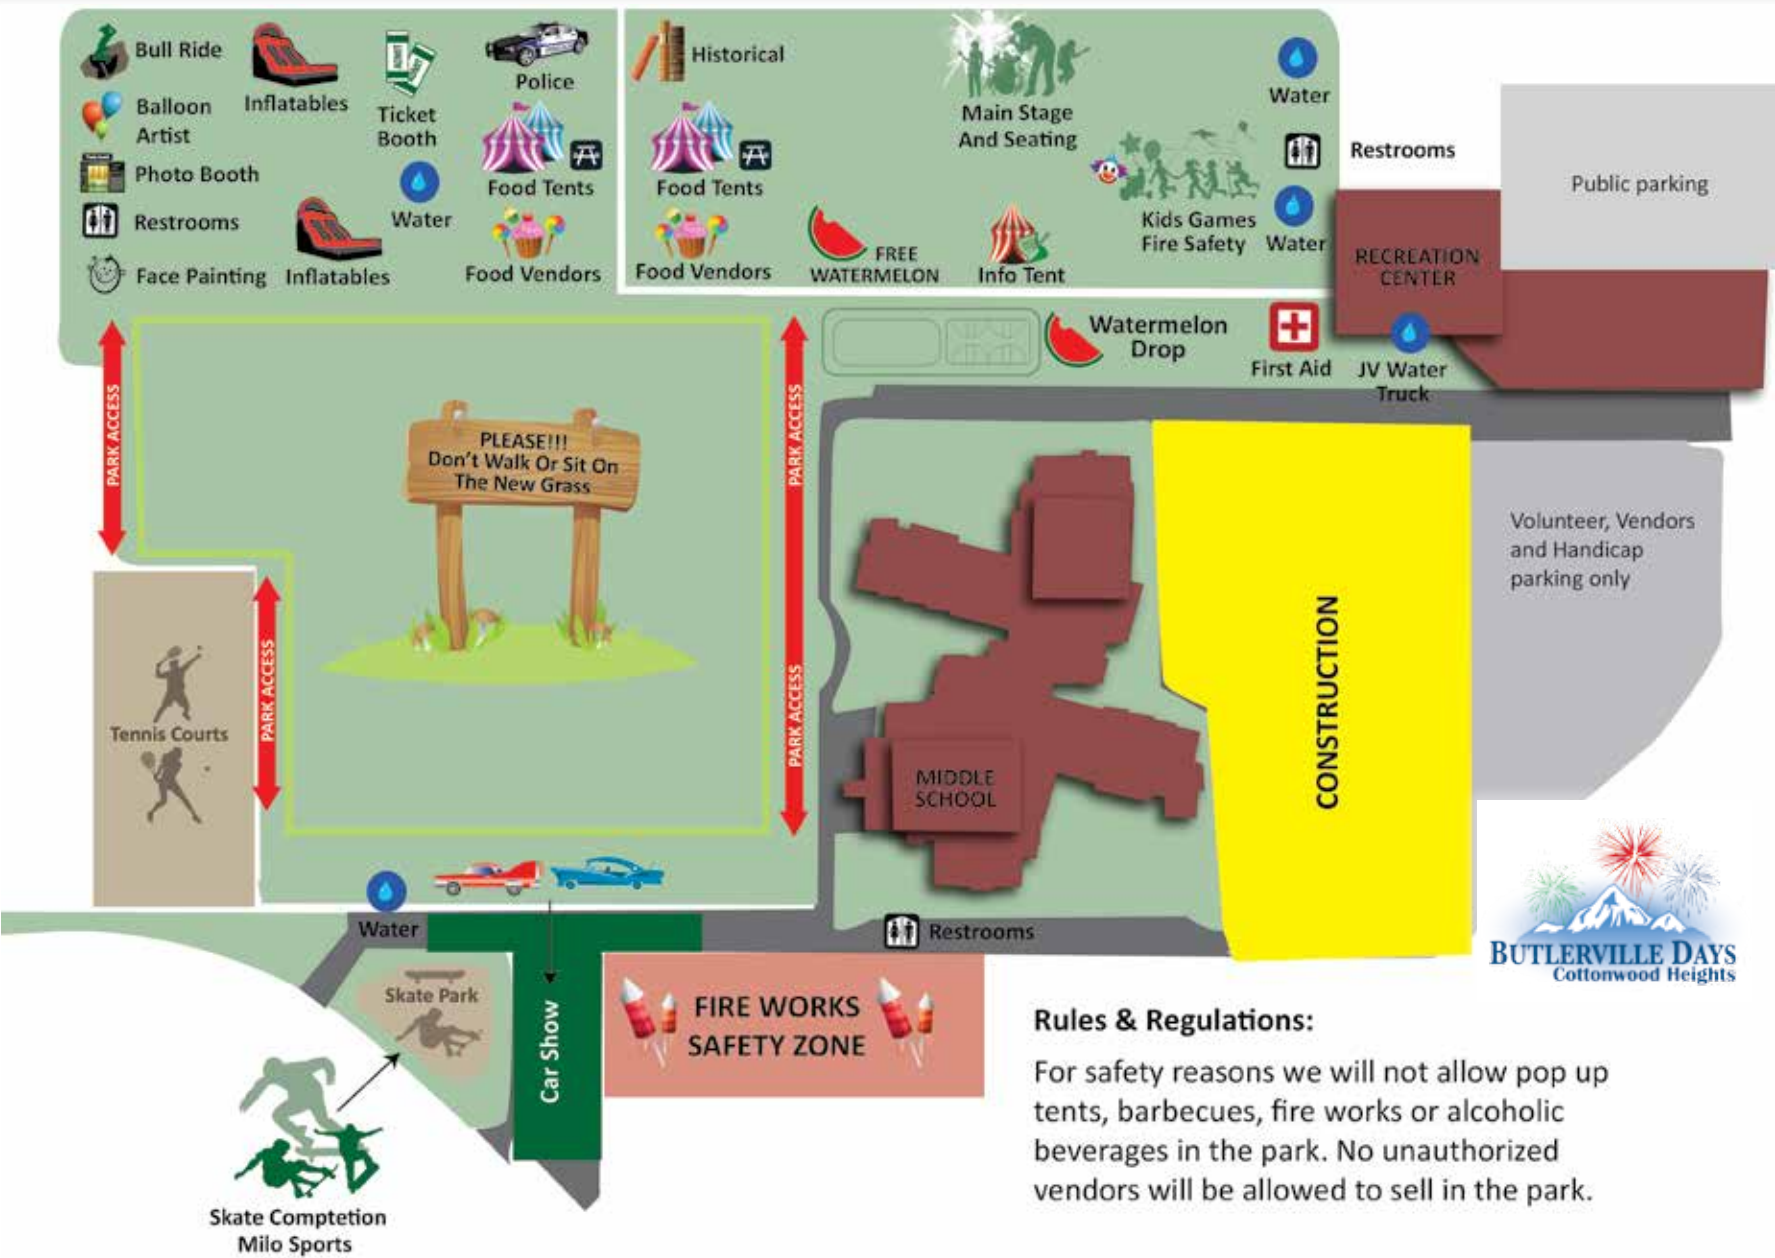 Bull Ride
Balloon
Artist
Photo Booth
Restrooms
Face Painting
Inflatables
Inflatables
Ticket
Booth
Water
Police
Food Tents
Food Vendors
Historical
Food Tents
Food Vendors
FREE
WATERMELON
Main Stage
And Seating
Info Tent
Kids Games
Fire Safety
Water
Restrooms
Water
RECREATION
CENTER
Public parking
Watermelon
Drop
First Aid
JV Water
Truck
PARK ACCESS
PARK ACCESS
PARK ACCESS
PARK ACCESS
PLEASE!!!
Don't Walk Or Sit On
The New Grass
Tennis Courts
MIDDLE
SCHOOL
CONSTRUCTION
Volunteer, Vendors
and Handicap
parking only
Water
Restrooms
Skate Park
Car Show
FIRE WORKS
SAFETY ZONE
Skate Comptetion
Milo Sports
BUTLERVILLE DAYS
Cottonwood Heights
Rules & Regulations:
For safety reasons we will not allow pop up
tents, barbecues, fire works or alcoholic
beverages in the park. No unauthorized
vendors will be allowed to sell in the park.